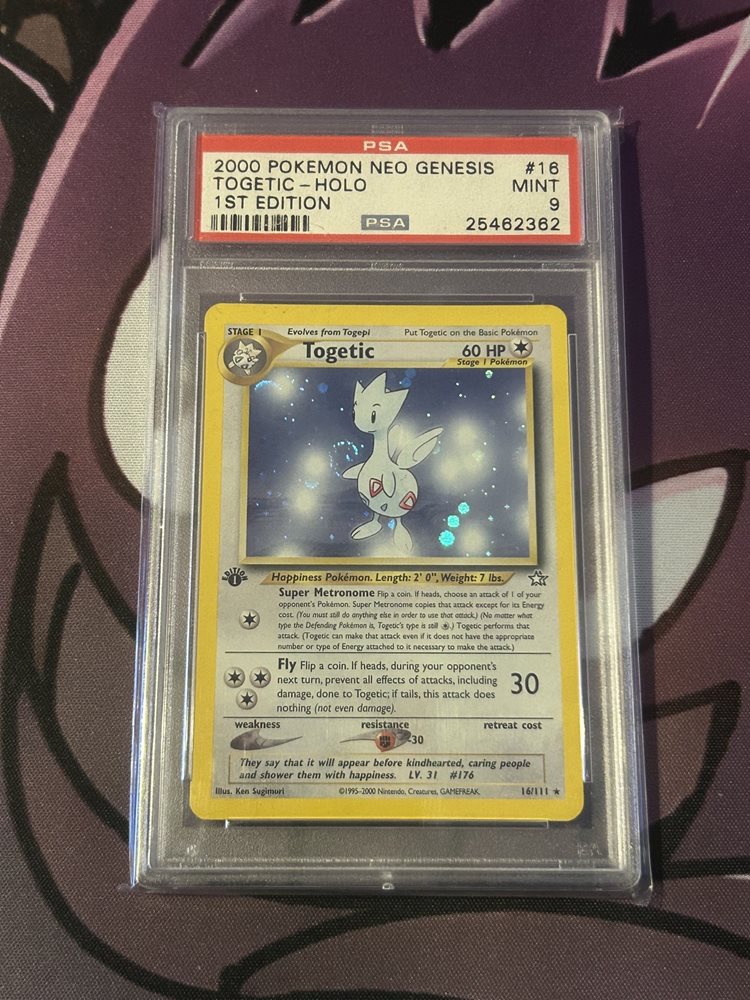 PSA
2000 POKEMON NEO GENESIS #16
TOGETIC - HOLO MINT
1ST EDITION 9
PSA 25462362
STAGE 1 Evolves from Togepi Put Togetic on the Basic Pokémon
Togetic 60 HP
Stage 1 Pokémon
EDITION 1
Happiness Pokémon. Length: 2' 0", Weight: 7 lbs.
Super Metronome Flip a coin. If heads, choose an attack of 1 of your
opponent's Pokémon. Super Metronome copies that attack except for its Energy
cost. (You must still do anything else in order to use that attack.) (No matter what
type the Defending Pokémon is, Togetic's type is still .) Togetic performs that
attack. (Togetic can make that attack even if it does not have the appropriate
number or type of Energy attached to it necessary to make the attack.)
Fly Flip a coin. If heads, during your opponent's
next turn, prevent all effects of attacks, including
damage, done to Togetic; if tails, this attack does
nothing (not even damage).
30
weakness resistance retreat cost
-30
They say that it will appear before kindhearted, caring people
and shower them with happiness. LV. 31 #176
Illus. Ken Sugimori ©1995-2000 Nintendo, Creatures, GAMEFREAK. 16/111 ★